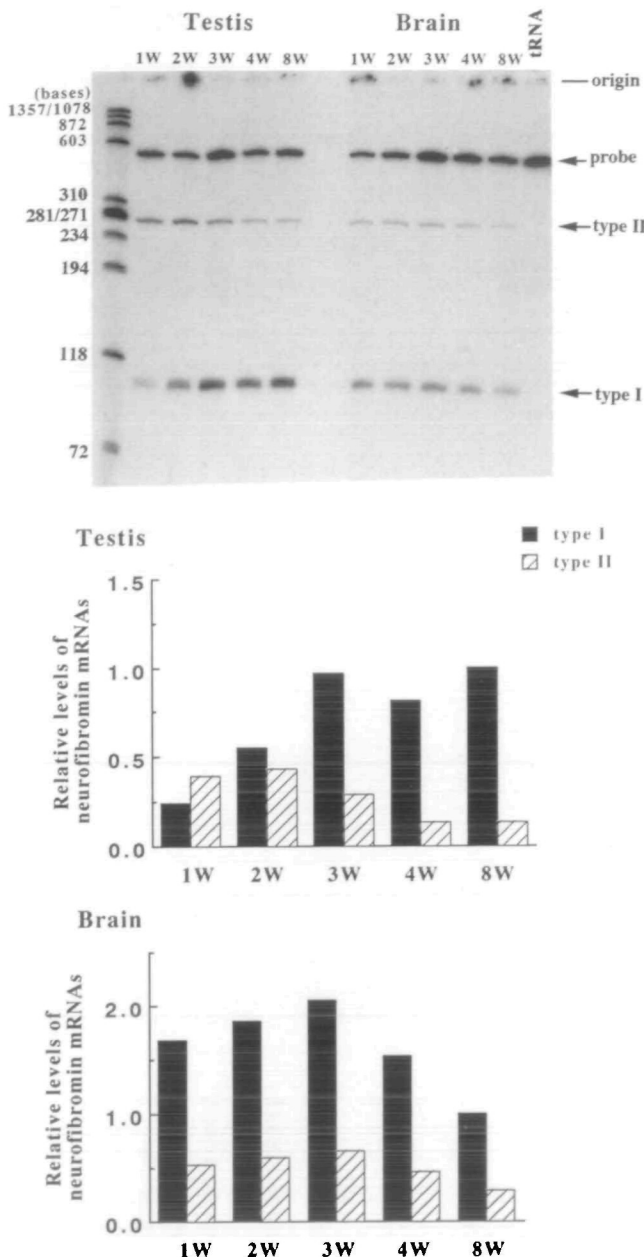 Testis Brain
1W 2W 3W 4W 8W 1W 2W 3W 4W 8W tRNA
(bases)
origin
1357/1078
872
603
probe
310
281/271
type II
234
194
118
type I
72
Testis
type I
type II
Relative levels of
neurofibromin mRNAs
1.5
1.0
0.5
0.0
1W 2W 3W 4W 8W
Brain
Relative levels of
neurofibromin mRNAs
2.0
1.0
0.0
1W 2W 3W 4W 8W